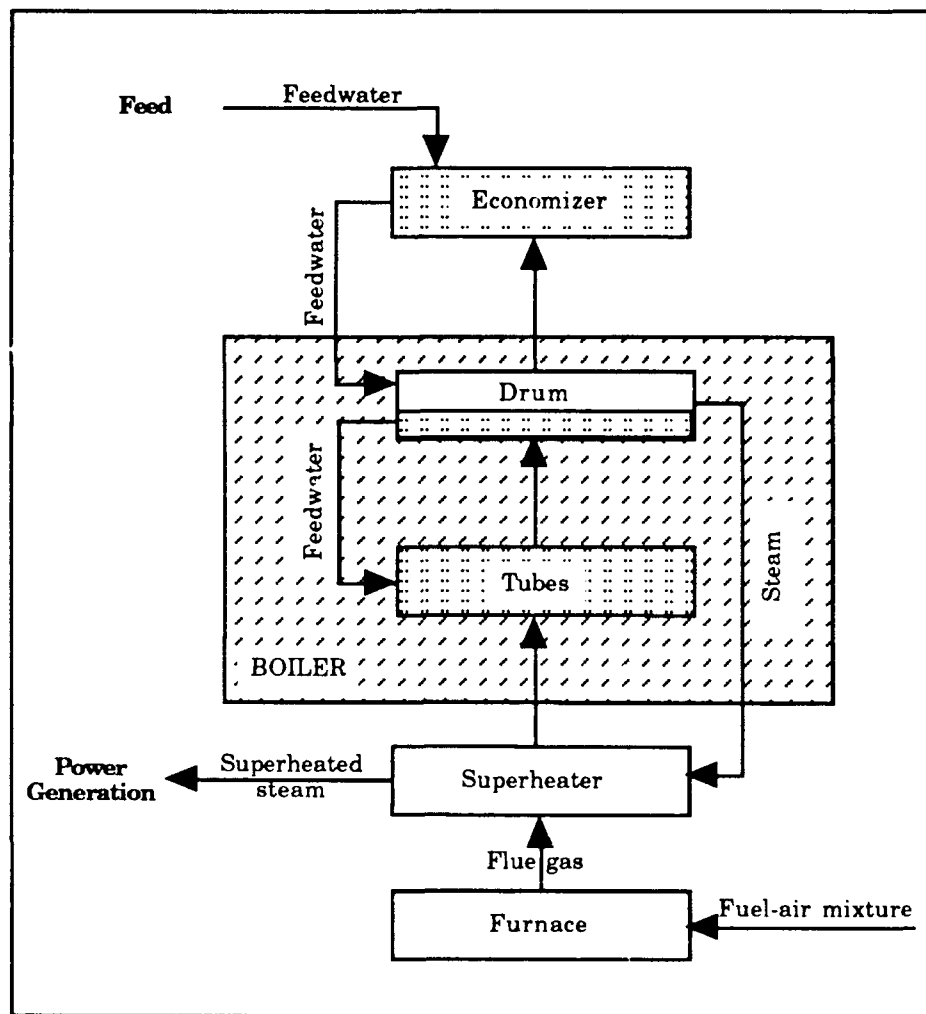 Feed
Feedwater
Economizer
Feedwater
Drum
Feedwater
Tubes
Steam
BOILER
Power
Generation
Superheated
steam
Superheater
Flue gas
Furnace
Fuel-air mixture